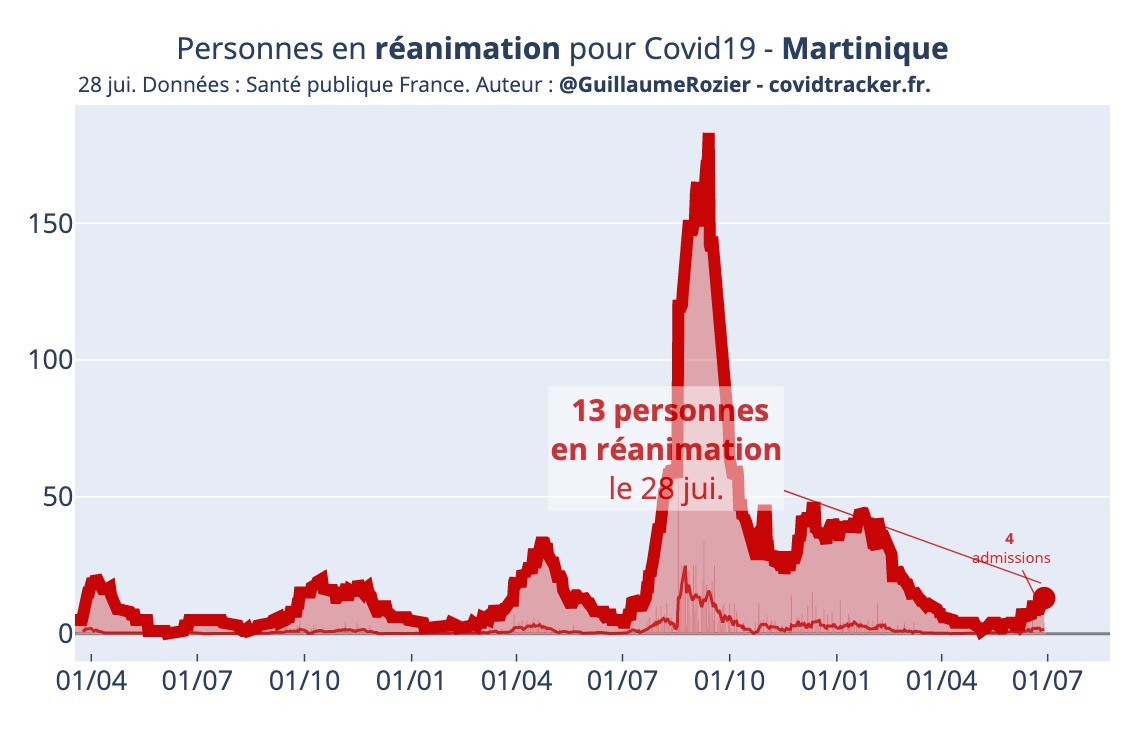 Personnes en réanimation pour Covid19 - Martinique
28 jui. Données : Santé publique France. Auteur : @GuillaumeRozier - covidtracker.fr.
150
100
13 personnes
en réanimation
le 28 jui.
50
4
admissions
0
01/04 01/07 01/10 01/01 01/04 01/07 01/10 01/01 01/04 01/07